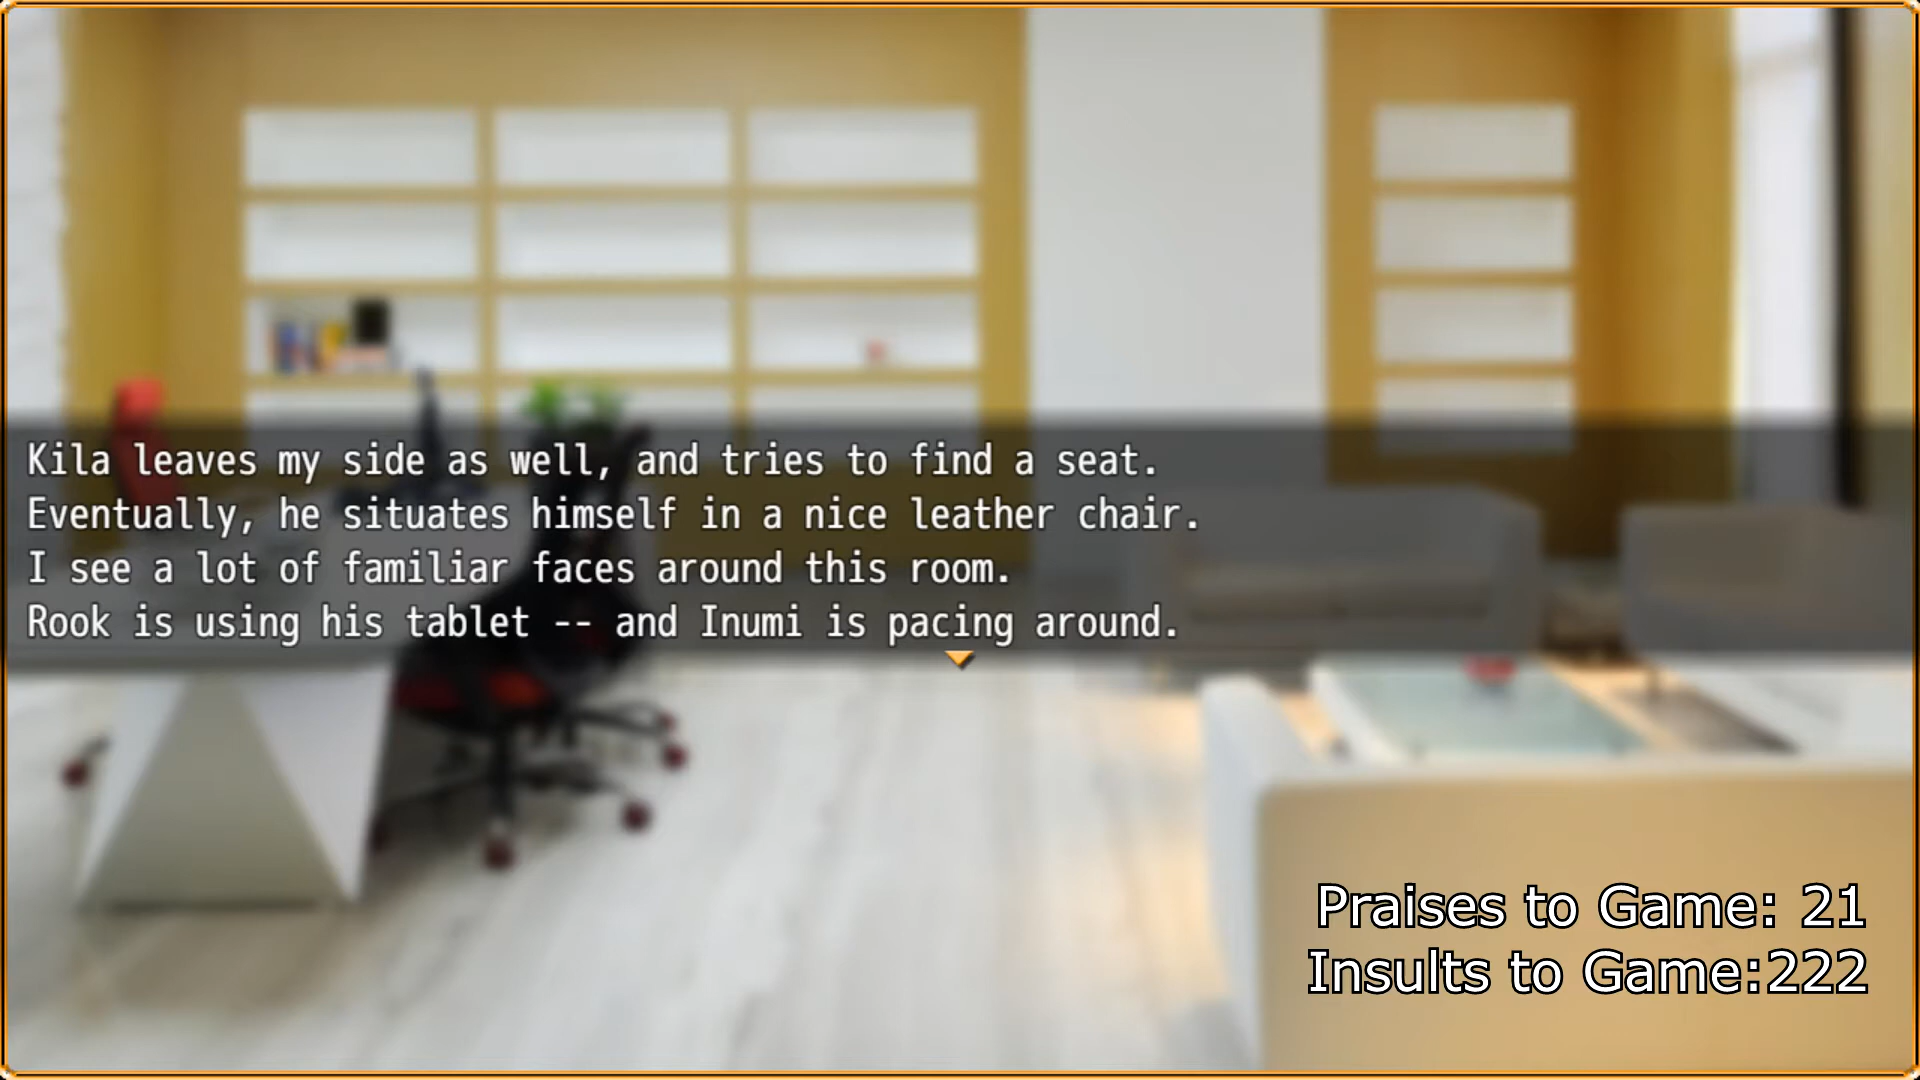 Kila leaves my side as well, and tries to find a seat.
Eventually, he situates himself in a nice leather chair.
I see a lot of familiar faces around this room.
Rook is using his tablet -- and Inumi is pacing around.
Praises to Game: 21
Insults to Game:222